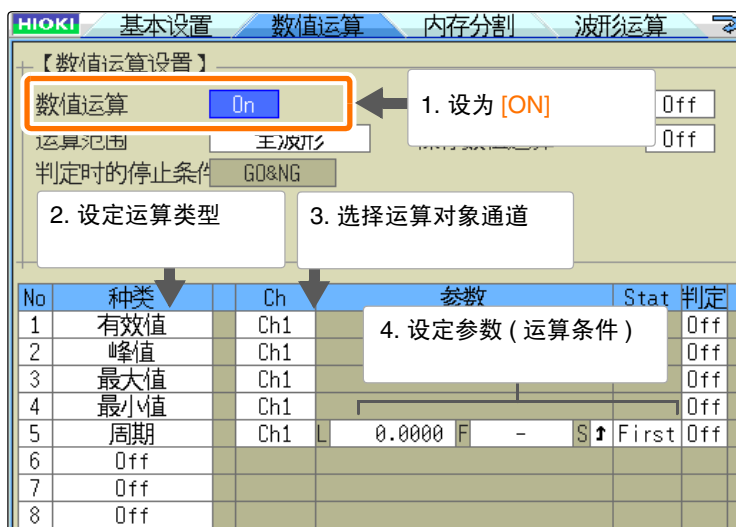 HIOKI 基本设置 数值运算 内存分割 波形运算
【数值运算设置】
数值运算 On
1. 设为 [ON]
Off
运算范围 全波形
Off
判定时的停止条件 GO&NG
2. 设定运算类型
3. 选择运算对象通道
No 种类 Ch 参数 Stat 判定
4. 设定参数 ( 运算条件 )
1 有效值 Ch1 Off
2 峰值 Ch1 Off
3 最大值 Ch1 Off
4 最小值 Ch1 Off
5 周期 Ch1 L 0.0000 F - S First Off
6 Off
7 Off
8 Off